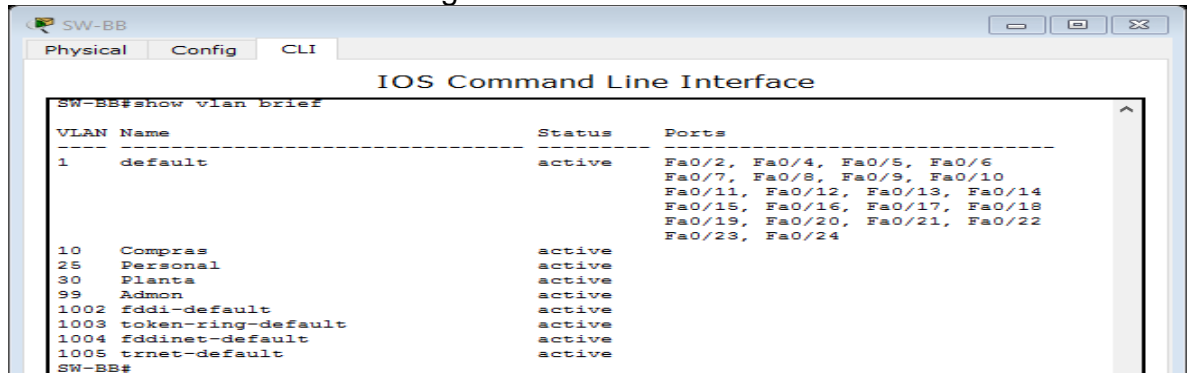 SW-BB
Physical Config CLI
IOS Command Line Interface
SW-BB#show vlan brief
VLAN Name Status Ports
---- -------------------------------- --------- -------------------------------
1 default active Fa0/2, Fa0/4, Fa0/5, Fa0/6
Fa0/7, Fa0/8, Fa0/9, Fa0/10
Fa0/11, Fa0/12, Fa0/13, Fa0/14
Fa0/15, Fa0/16, Fa0/17, Fa0/18
Fa0/19, Fa0/20, Fa0/21, Fa0/22
Fa0/23, Fa0/24
10 Compras active
25 Personal active
30 Planta active
99 Admon active
1002 fddi-default active
1003 token-ring-default active
1004 fddinet-default active
1005 trnet-default active
SW-BB#